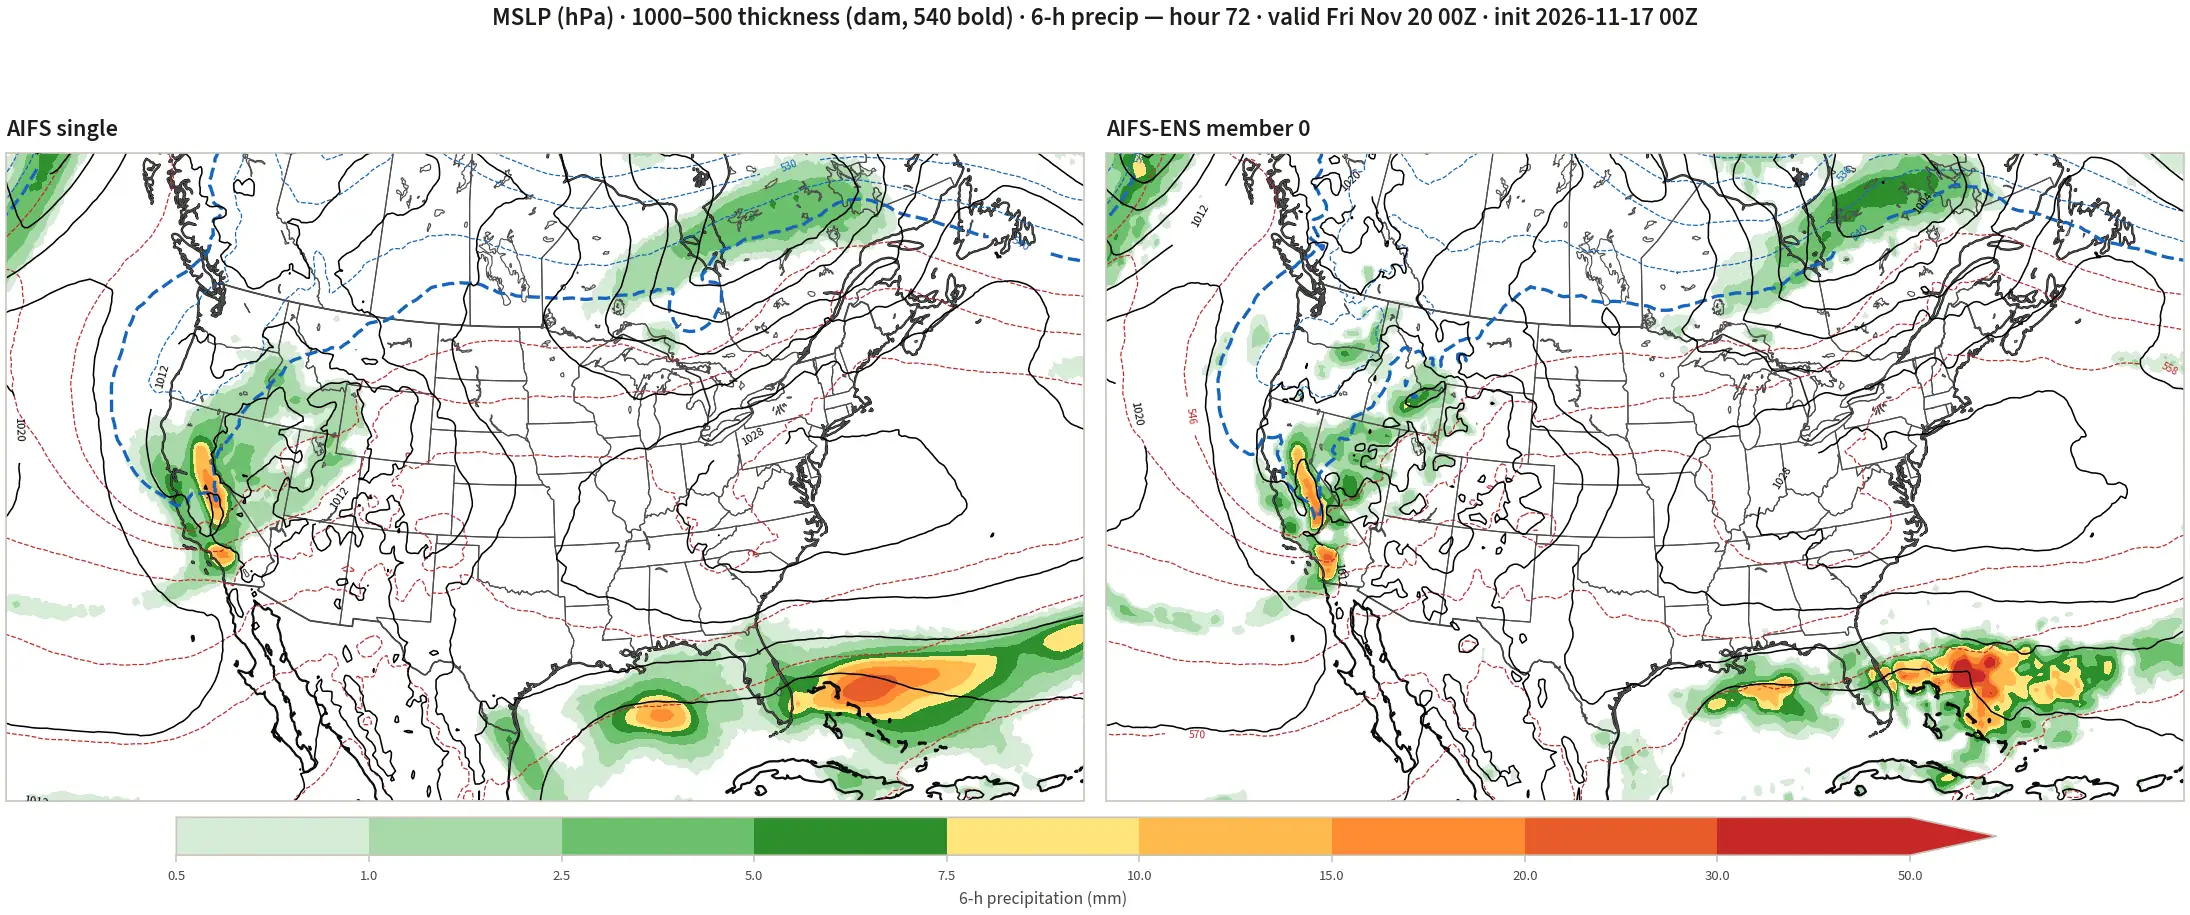 MSLP (hPa) · 1000–500 thickness (dam, 540 bold) · 6-h precip — hour 72 · valid Fri Nov 20 00Z · init 2026-11-17 00Z
AIFS single
AIFS-ENS member 0
530
1012
1020
1028
1012
1020
1012
1004
540
558
1020
546
1028
570
0.5 1.0 2.5 5.0 7.5 10.0 15.0 20.0 30.0 50.0
6-h precipitation (mm)